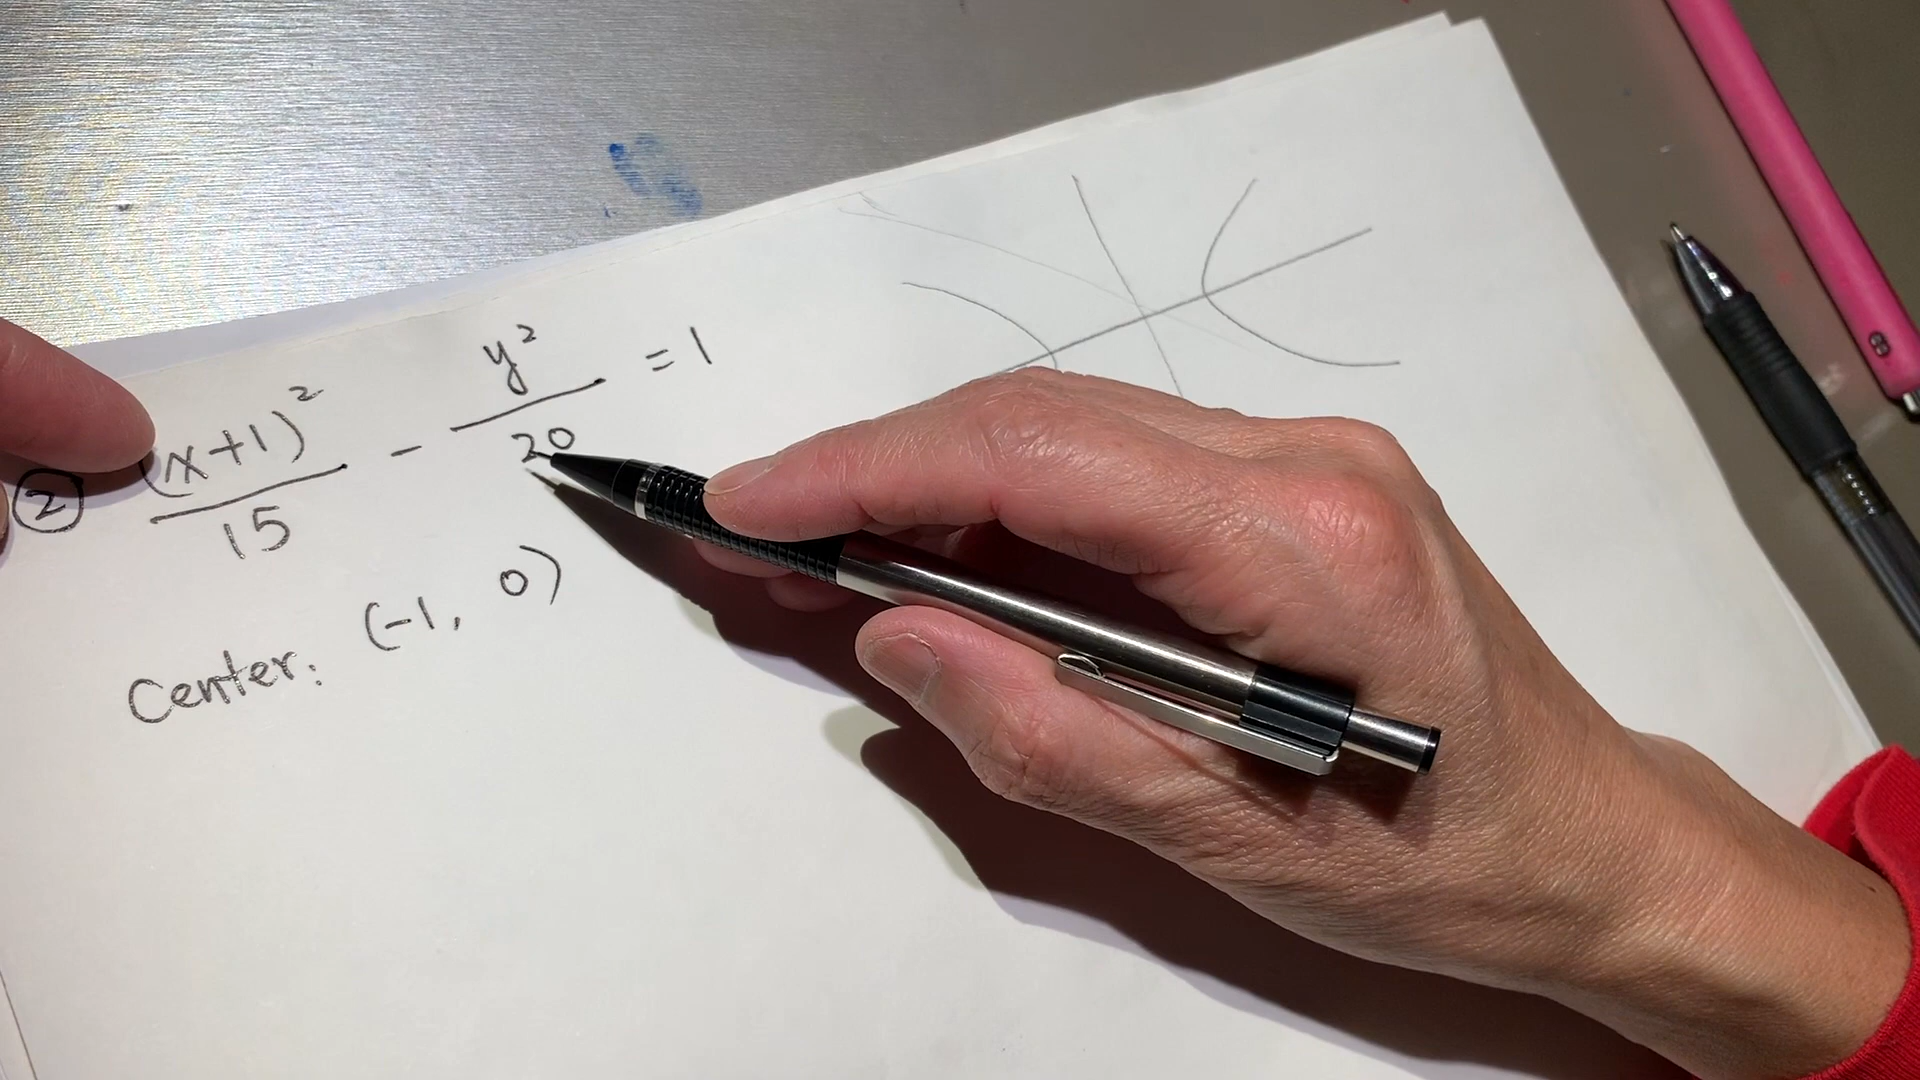 ② (x+1)²/15 - y²/20 = 1
Center: (-1, 0)